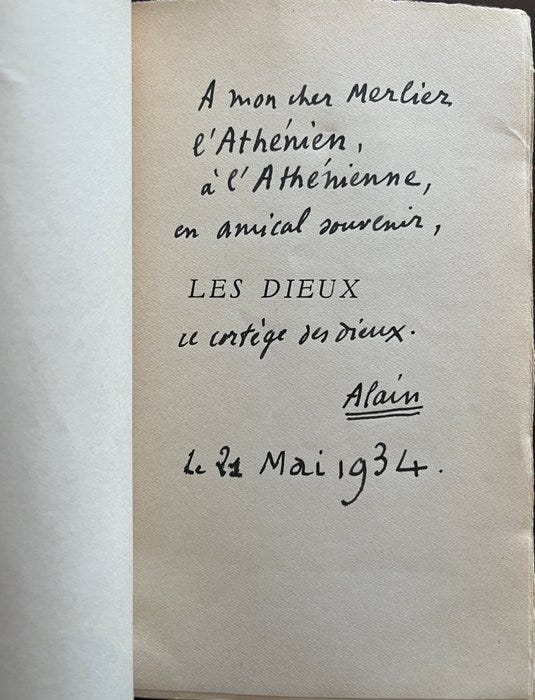 A mon cher Merlier
l'Athénien,
à l'Athénienne,
en amical souvenir,
LES DIEUX
ce cortège des dieux.
Alain
Le 21 Mai 1934.